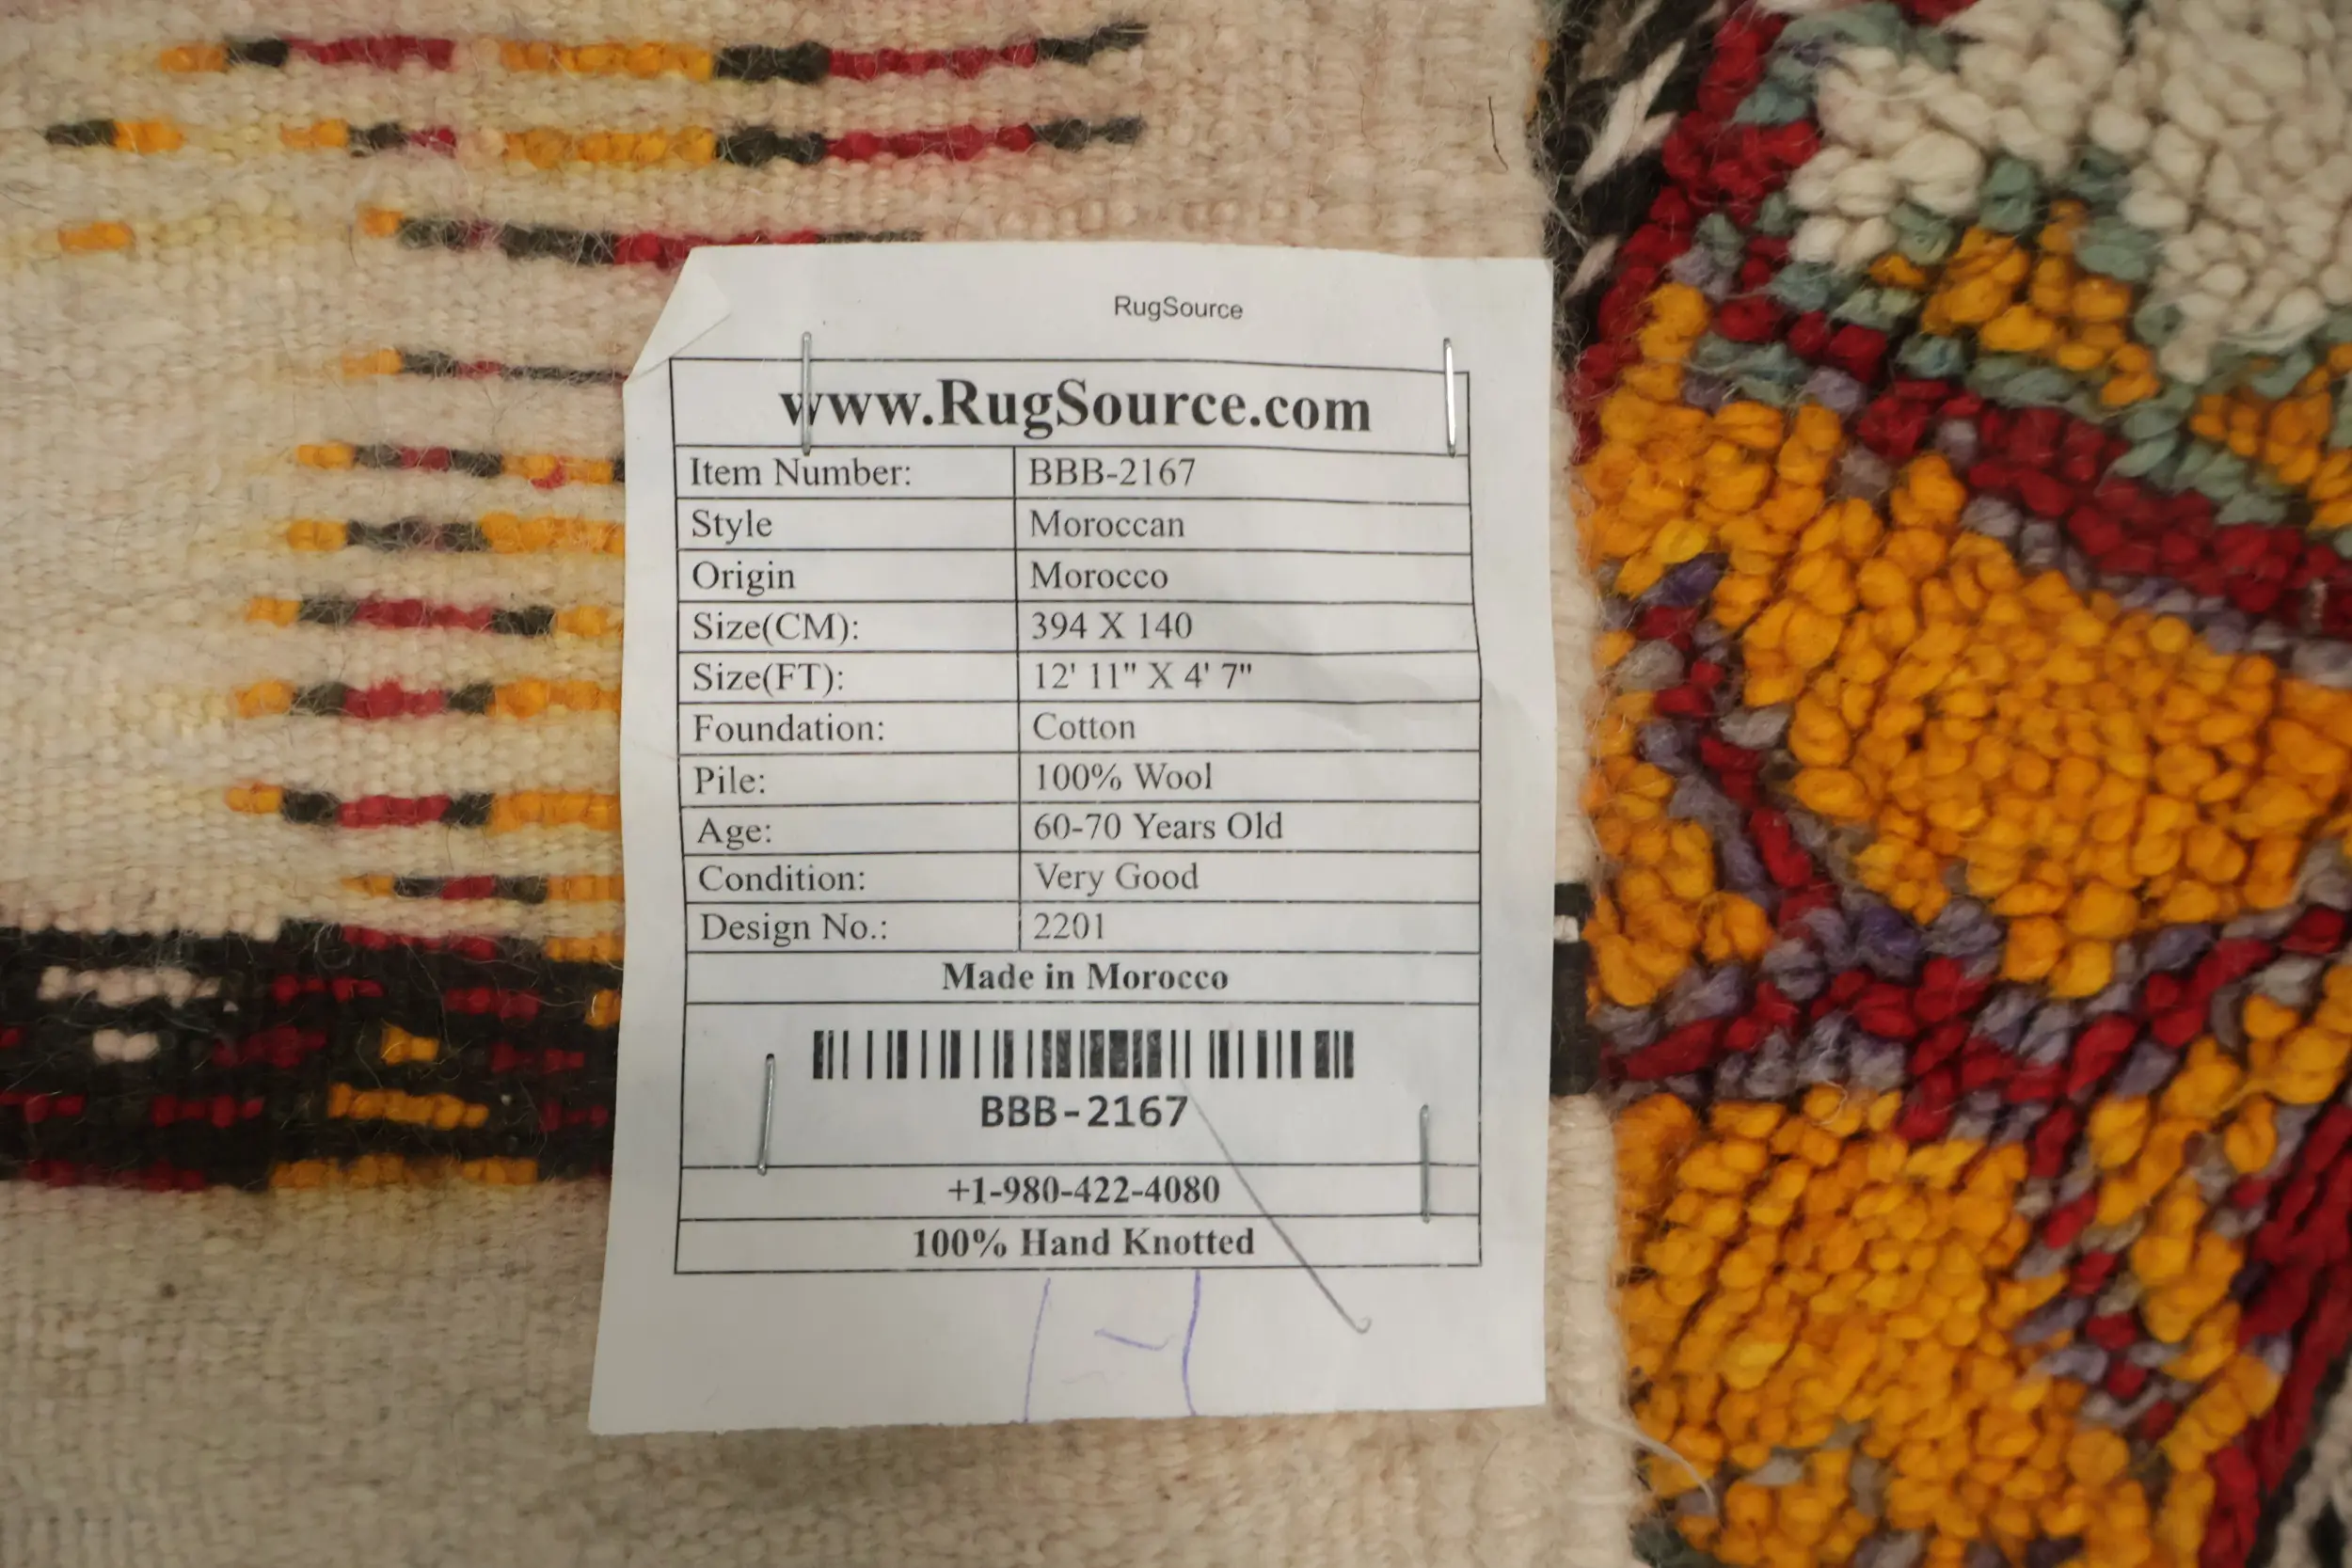 RugSource
www.RugSource.com
Item Number: BBB-2167
Style Moroccan
Origin Morocco
Size(CM): 394 X 140
Size(FT): 12' 11" X 4' 7"
Foundation: Cotton
Pile: 100% Wool
Age: 60-70 Years Old
Condition: Very Good
Design No.: 2201
Made in Morocco
BBB-2167
+1-980-422-4080
100% Hand Knotted